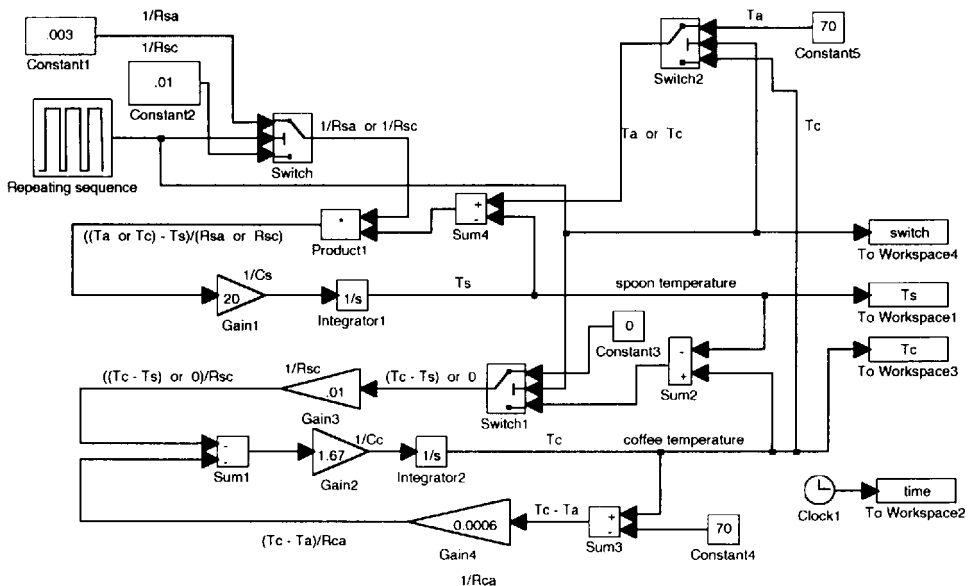 1/Rsa
.003
Constant1
1/Rsc
.01
Constant2
Repeating sequence
Switch
1/Rsa or 1/Rsc
Ta
70
Constant5
Switch2
Ta or Tc
Tc
+
-
Sum4
*
Product1
((Ta or Tc) - Ts)/(Rsa or Rsc)
switch
To Workspace4
1/Cs
20
Gain1
1/s
Integrator1
Ts
spoon temperature
Ts
To Workspace1
0
Constant3
-
+
Sum2
Tc
To Workspace3
((Tc - Ts) or 0)/Rsc
1/Rsc
.01
Gain3
(Tc - Ts) or 0
Switch1
-
-
Sum1
1/Cc
1.67
Gain2
1/s
Integrator2
Tc
coffee temperature
Clock1
time
To Workspace2
(Tc - Ta)/Rca
0.0006
Gain4
1/Rca
Tc - Ta
+
-
Sum3
70
Constant4